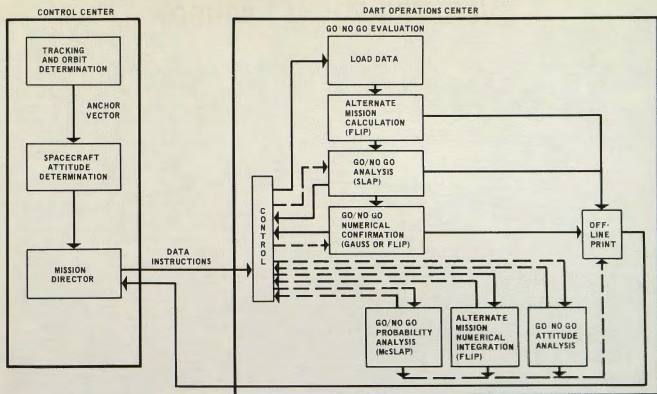 CONTROL CENTER
TRACKING
AND ORBIT
DETERMINATION
ANCHOR
VECTOR
SPACECRAFT
ATTITUDE
DETERMINATION
MISSION
DIRECTOR
DATA
INSTRUCTIONS
DART OPERATIONS CENTER
GO NO GO EVALUATION
LOAD DATA
ALTERNATE
MISSION
CALCULATION
(FLIP)
GO/NO GO
ANALYSIS
(SLAP)
GO/NO GO
NUMERICAL
CONFIRMATION
(GAUSS OR FLIP)
CONTROL
OFF-
LINE
PRINT
GO/NO GO
PROBABILITY
ANALYSIS
(McSLAP)
ALTERNATE
MISSION
NUMERICAL
INTEGRATION
(FLIP)
GO NO GO
ATTITUDE
ANALYSIS